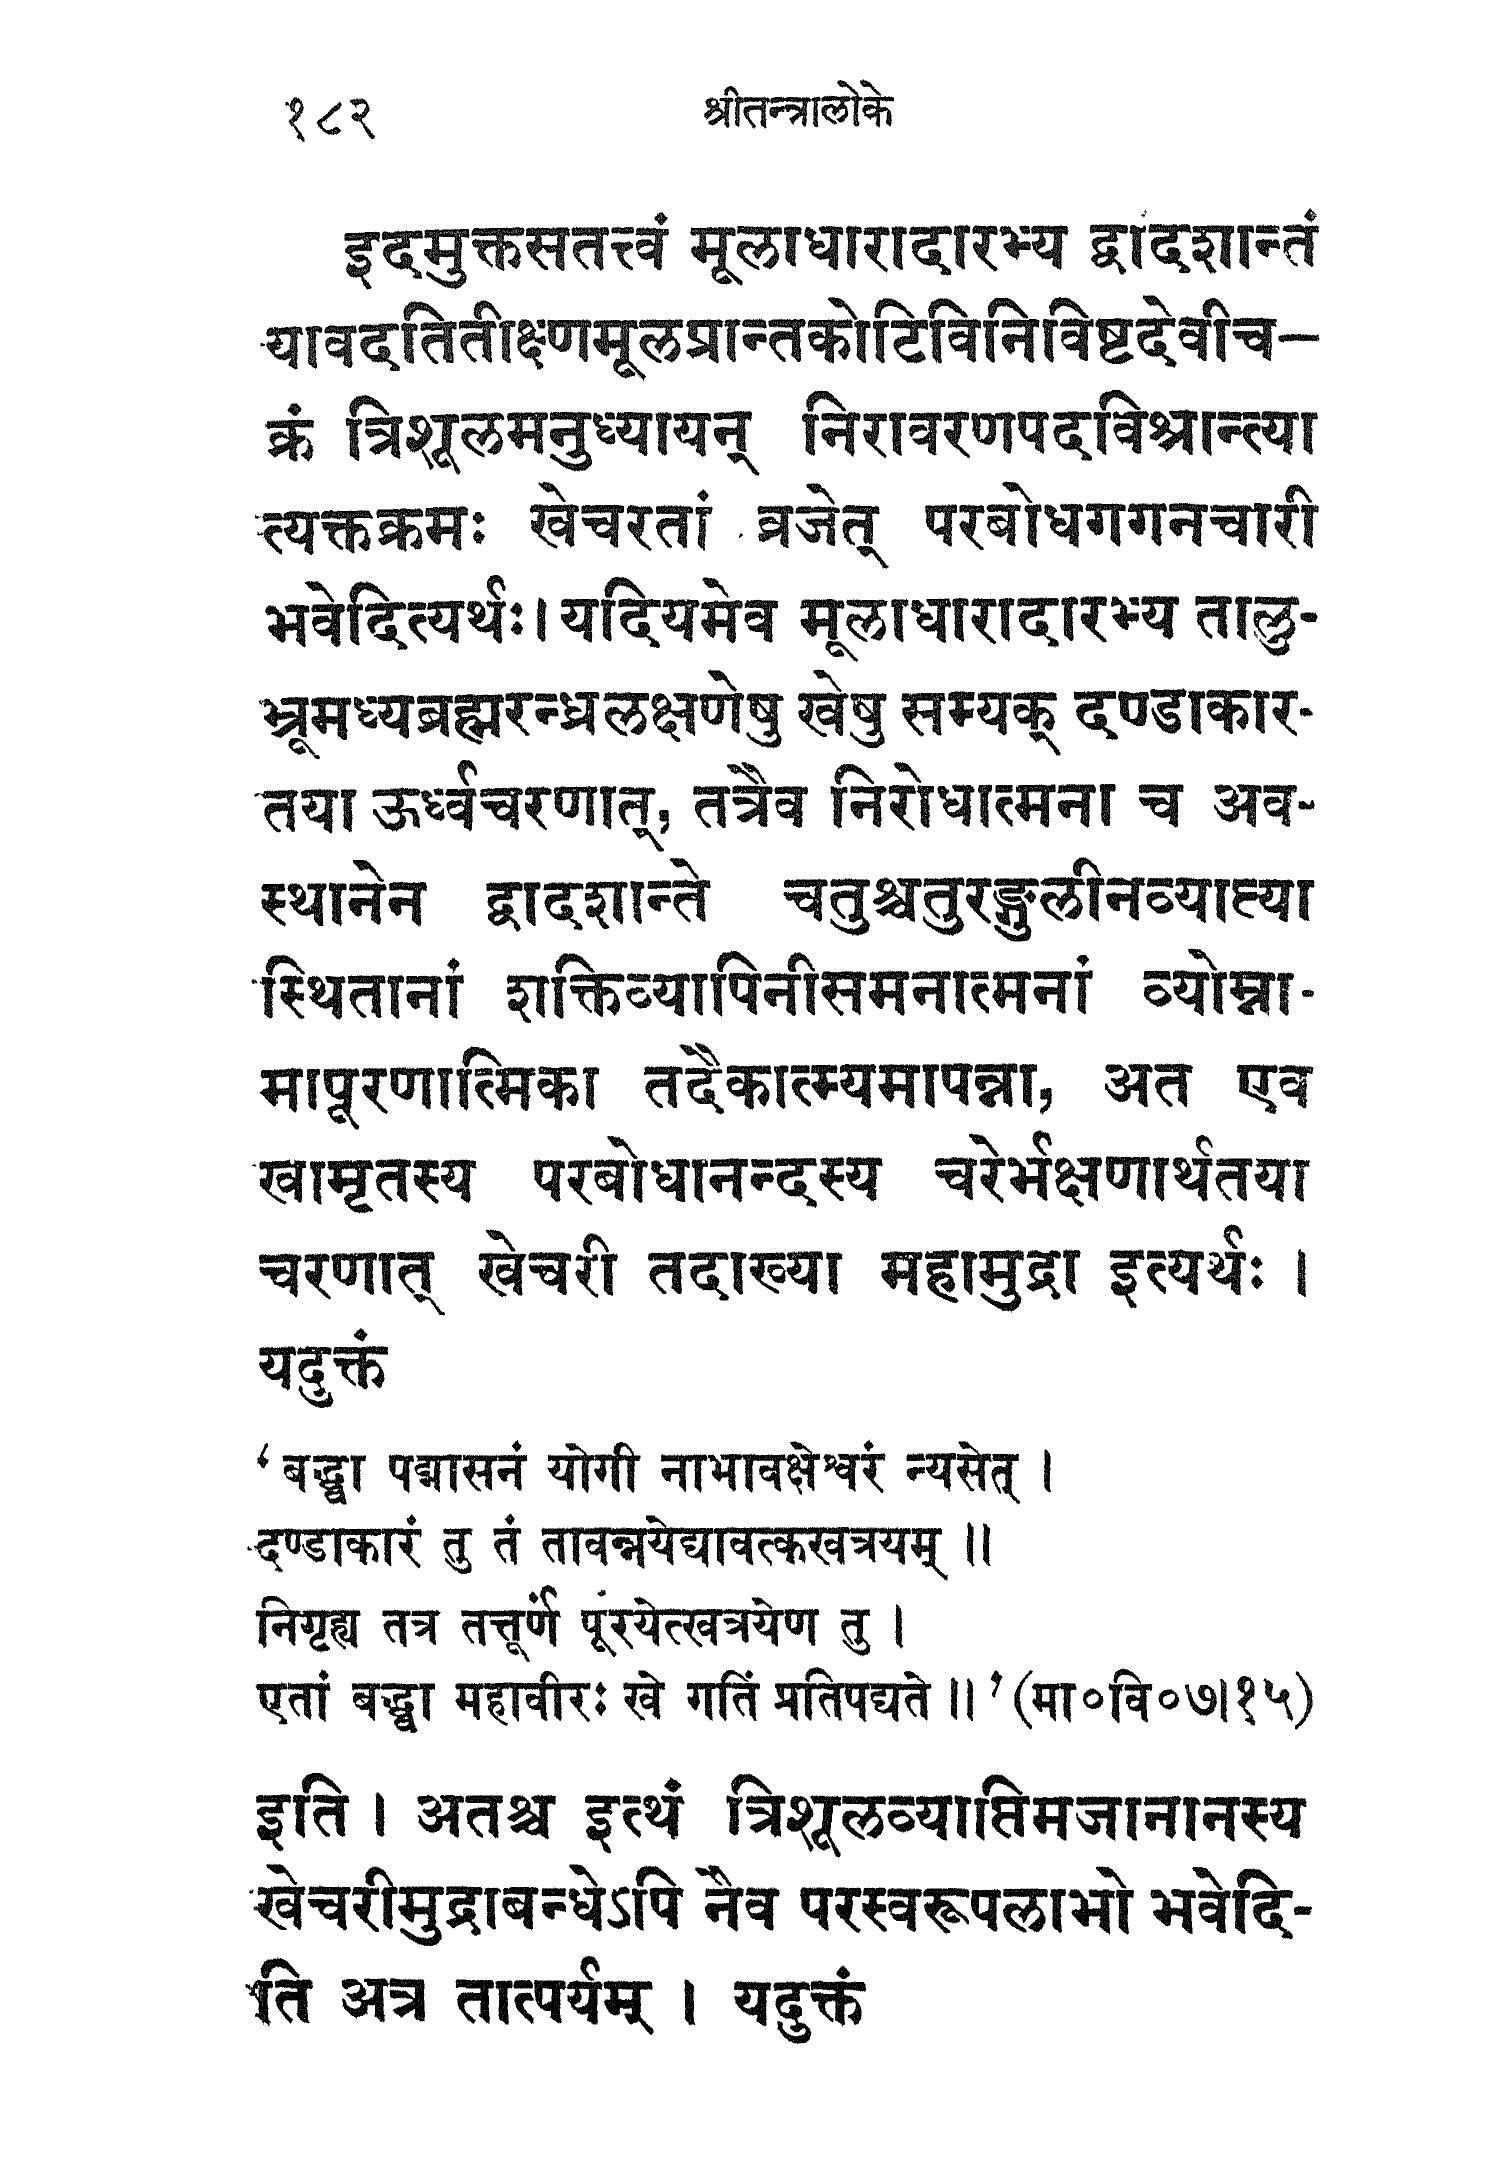 १८२ श्रीतन्त्रालोके
इदमुक्तसतत्त्वं मूलाधारादारभ्य द्वादशान्तं
यावदतितीक्ष्णमूलप्रान्तकोटिविनिविष्टदेवीच—
क्रं त्रिशूलमनुध्यायन् निरावरणपदविश्रान्त्या
त्यक्तक्रमः खेचरतां व्रजेत् परबोधगगनचारी
भवेदित्यर्थः। यदियमेव मूलाधारादारभ्य तालु-
भ्रूमध्यब्रह्मरन्ध्रलक्षणेषु खेषु सम्यक् दण्डाकार-
तया ऊर्ध्वचरणात्, तत्रैव निरोधात्मना च अव-
स्थानेन द्वादशान्ते चतुश्चतुरङ्गुलीनव्याप्त्या
स्थितानां शक्तिव्यापिनीसमनात्मनां व्योम्ना-
मापूरणात्मिका तदैकात्म्यमापन्ना, अत एव
खामृतस्य परबोधानन्दस्य चरेर्भक्षणार्थतया
चरणात् खेचरी तदाख्या महामुद्रा इत्यर्थः ।
यदुक्तं
‘बद्ध्वा पद्मासनं योगी नाभावक्षेश्वरं न्यसेत् ।
दण्डाकारं तु तं तावन्नयेद्यावत्कखत्रयम् ॥
निगृह्य तत्र तत्तूर्णं पूरयेत्खत्रयेण तु ।
एतां बद्ध्वा महावीरः खे गतिं प्रतिपद्यते ॥’ (मा०वि०७।१५)
इति । अतश्च इत्थं त्रिशूलव्याप्तिमजानानस्य
खेचरीमुद्राबन्धेऽपि नैव परस्वरूपलाभो भवेदि-
ति अत्र तात्पर्यम् । यदुक्तं